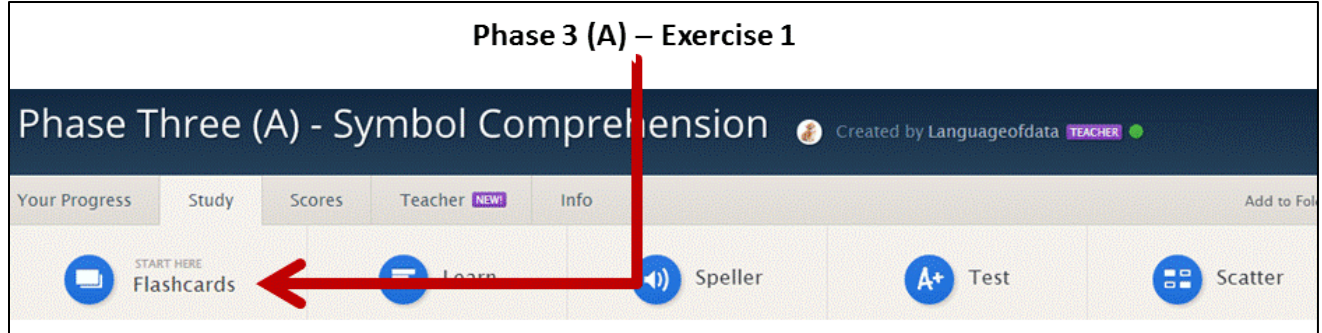 Phase 3 (A) – Exercise 1
Phase Three (A) - Symbol Comprehension Created by Languageofdata TEACHER
Your Progress Study Scores Teacher NEW! Info Add to Fol
START HERE
Flashcards Learn Speller A+ Test Scatter